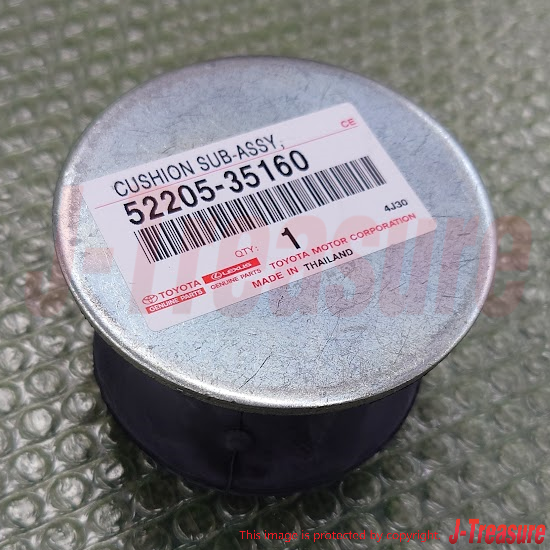 CE
CUSHION SUB-ASSY,
52205-35160
4J30
QTY: 1
TOYOTA LEXUS TOYOTA MOTOR CORPORATION
GENUINE PARTS GENUINE PARTS MADE IN THAILAND
J-Treasure
This image is protected by copyright.
J-Treasure